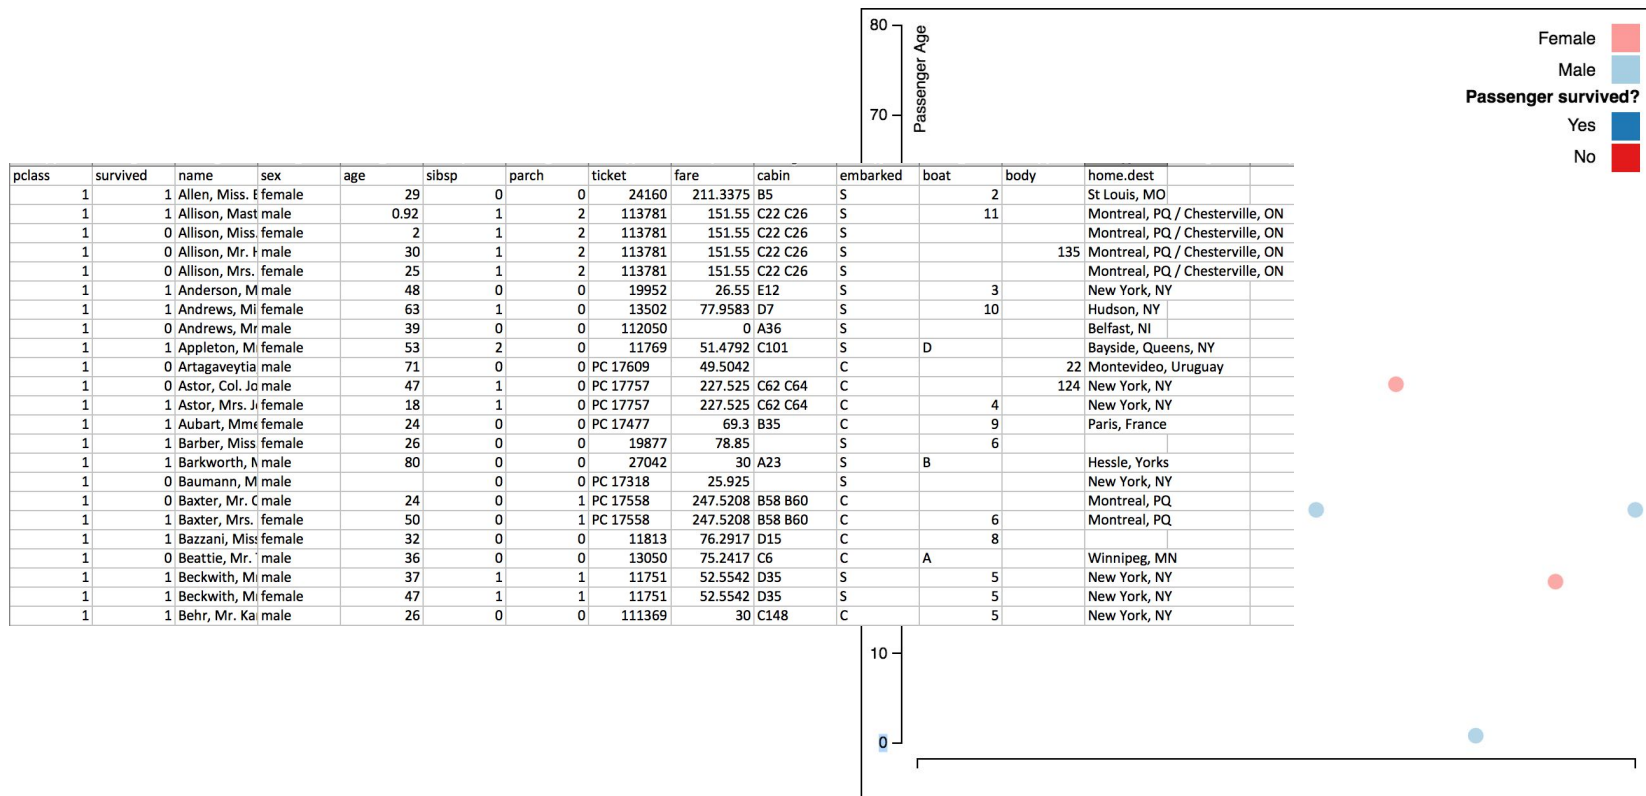 80
Passenger Age
70
Female
Male
Passenger survived?
Yes
No
pclass survived name sex age sibsp parch ticket fare cabin embarked boat body home.dest
1 1 Allen, Miss. E female 29 0 0 24160 211.3375 B5 S 2 St Louis, MO
1 1 Allison, Mast male 0.92 1 2 113781 151.55 C22 C26 S 11 Montreal, PQ / Chesterville, ON
1 0 Allison, Miss. female 2 1 2 113781 151.55 C22 C26 S Montreal, PQ / Chesterville, ON
1 0 Allison, Mr. H male 30 1 2 113781 151.55 C22 C26 S 135 Montreal, PQ / Chesterville, ON
1 0 Allison, Mrs. female 25 1 2 113781 151.55 C22 C26 S Montreal, PQ / Chesterville, ON
1 1 Anderson, M male 48 0 0 19952 26.55 E12 S 3 New York, NY
1 1 Andrews, Mi female 63 1 0 13502 77.9583 D7 S 10 Hudson, NY
1 0 Andrews, Mr male 39 0 0 112050 0 A36 S Belfast, NI
1 1 Appleton, M female 53 2 0 11769 51.4792 C101 S D Bayside, Queens, NY
1 0 Artagaveytia male 71 0 0 PC 17609 49.5042 C 22 Montevideo, Uruguay
1 0 Astor, Col. Jo male 47 1 0 PC 17757 227.525 C62 C64 C 124 New York, NY
1 1 Astor, Mrs. J female 18 1 0 PC 17757 227.525 C62 C64 C 4 New York, NY
1 1 Aubart, Mme female 24 0 0 PC 17477 69.3 B35 C 9 Paris, France
1 1 Barber, Miss female 26 0 0 19877 78.85 S 6
1 1 Barkworth, M male 80 0 0 27042 30 A23 S B Hessle, Yorks
1 0 Baumann, M male 0 0 PC 17318 25.925 S New York, NY
1 0 Baxter, Mr. Q male 24 0 1 PC 17558 247.5208 B58 B60 C Montreal, PQ
1 1 Baxter, Mrs. female 50 0 1 PC 17558 247.5208 B58 B60 C 6 Montreal, PQ
1 1 Bazzani, Miss female 32 0 0 11813 76.2917 D15 C 8
1 0 Beattie, Mr. male 36 0 0 13050 75.2417 C6 C A Winnipeg, MN
1 1 Beckwith, M male 37 1 1 11751 52.5542 D35 S 5 New York, NY
1 1 Beckwith, M female 47 1 1 11751 52.5542 D35 S 5 New York, NY
1 1 Behr, Mr. Ka male 26 0 0 111369 30 C148 C 5 New York, NY
10
0